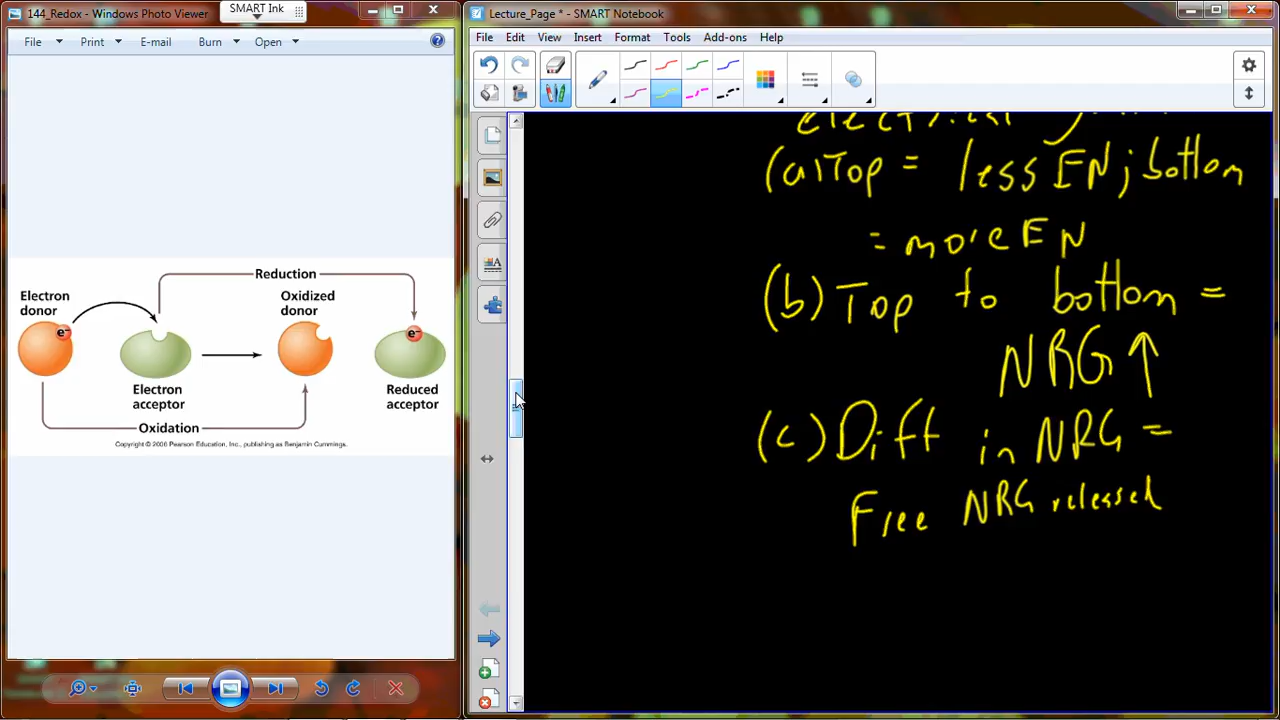 144_Redox - Windows Photo Viewer
SMART Ink
File Print E-mail Burn Open
Reduction
Electron
donor
Oxidized
donor
e⁻
e⁻
Electron
acceptor
Reduced
acceptor
Oxidation
Copyright © 2006 Pearson Education, Inc., publishing as Benjamin Cummings.
Lecture_Page * - SMART Notebook
File Edit View Insert Format Tools Add-ons Help
electrical
(a) Top = less EN; bottom
= more EN
(b) Top to bottom =
NRG ↑
(c) Diff in NRG =
Free NRG released